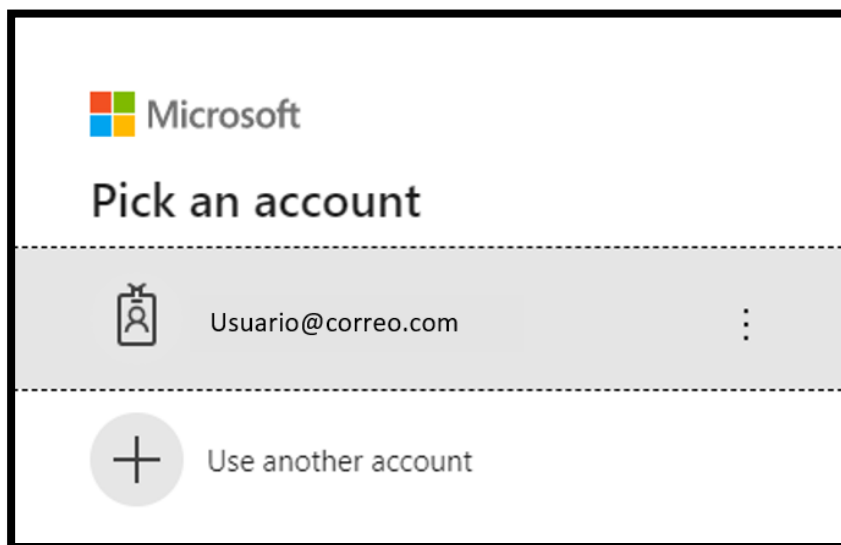 Microsoft
Pick an account
Usuario@correo.com
Use another account